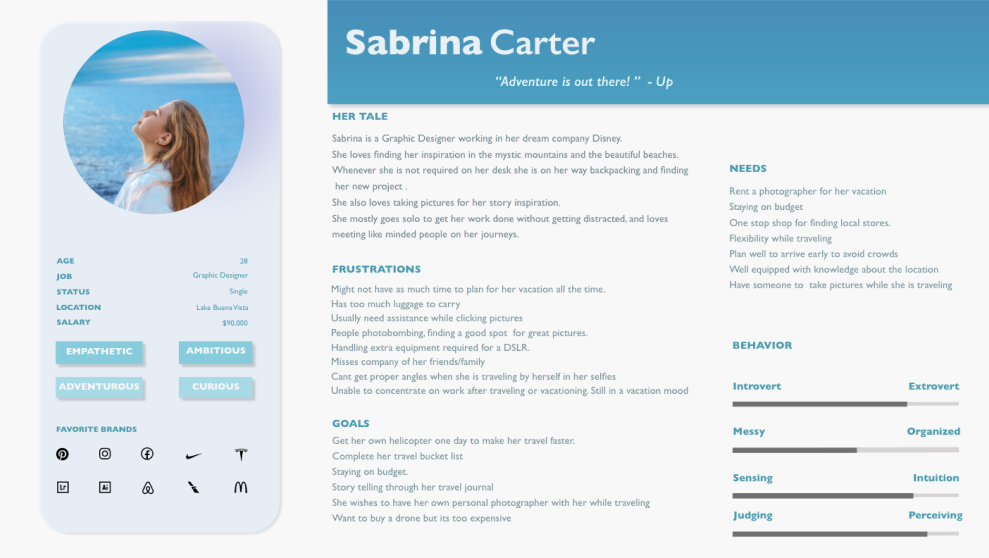 Sabrina Carter
“Adventure is out there! ” - Up
AGE 28
JOB Graphic Designer
STATUS Single
LOCATION Lake Buena Vista
SALARY $90,000
EMPATHETIC AMBITIOUS
ADVENTUROUS CURIOUS
FAVORITE BRANDS
Lr Ai
HER TALE
Sabrina is a Graphic Designer working in her dream company Disney.
She loves finding her inspiration in the mystic mountains and the beautiful beaches.
Whenever she is not required on her desk she is on her way backpacking and finding
her new project .
She also loves taking pictures for her story inspiration.
She mostly goes solo to get her work done without getting distracted, and loves
meeting like minded people on her journeys.
FRUSTRATIONS
Might not have as much time to plan for her vacation all the time.
Has too much luggage to carry
Usually need assistance while clicking pictures
People photobombing, finding a good spot for great pictures.
Handling extra equipment required for a DSLR.
Misses company of her friends/family
Cant get proper angles when she is traveling by herself in her selfies
Unable to concentrate on work after traveling or vacationing. Still in a vacation mood
GOALS
Get her own helicopter one day to make her travel faster.
Complete her travel bucket list
Staying on budget.
Story telling through her travel journal
She wishes to have her own personal photographer with her while traveling
Want to buy a drone but its too expensive
NEEDS
Rent a photographer for her vacation
Staying on budget
One stop shop for finding local stores.
Flexibility while traveling
Plan well to arrive early to avoid crowds
Well equipped with knowledge about the location
Have someone to take pictures while she is traveling
BEHAVIOR
Introvert Extrovert
Messy Organized
Sensing Intuition
Judging Perceiving